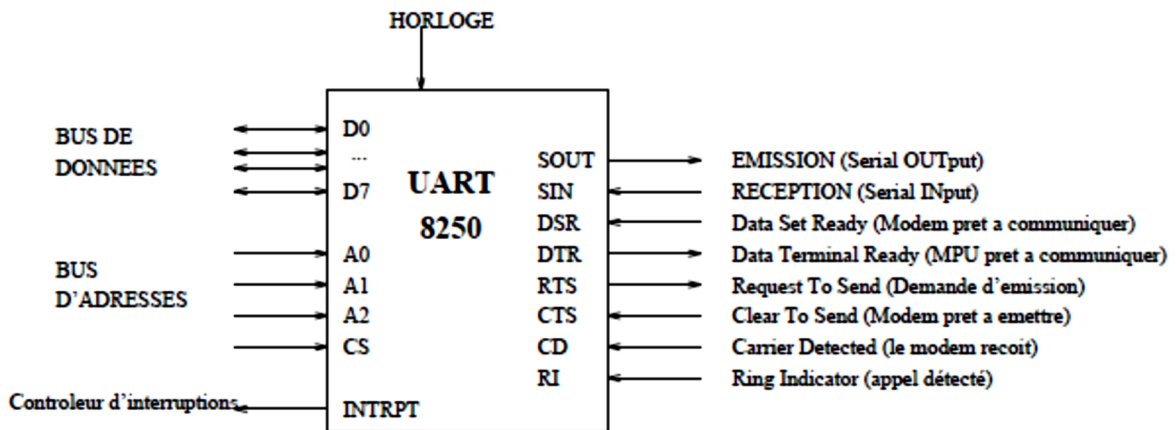 HORLOGE
BUS DE
DONNEES
D0
...
D7
UART
8250
BUS
D'ADRESSES
A0
A1
A2
CS
Controleur d'interruptions
INTRPT
SOUT
EMISSION (Serial OUTput)
SIN
RECEPTION (Serial INput)
DSR
Data Set Ready (Modem pret a communiquer)
DTR
Data Terminal Ready (MPU pret a communiquer)
RTS
Request To Send (Demande d'emission)
CTS
Clear To Send (Modem pret a emettre)
CD
Carrier Detected (le modem recoit)
RI
Ring Indicator (appel détecté)